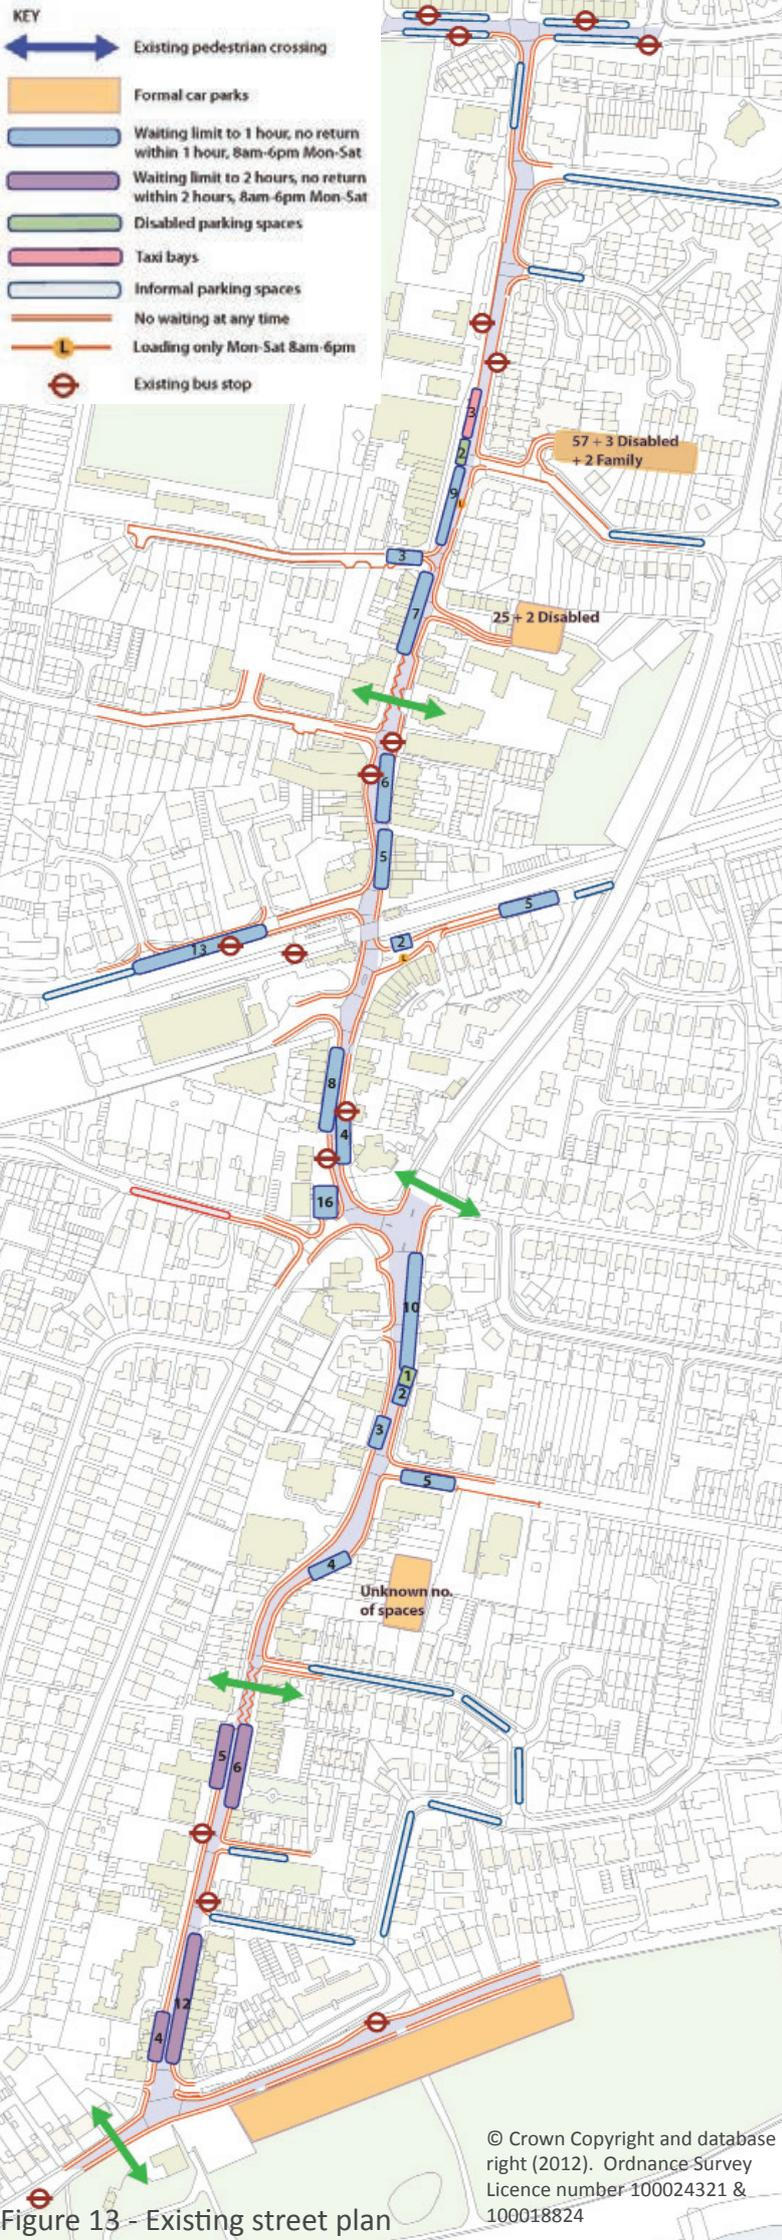 KEY
Existing pedestrian crossing
Formal car parks
Waiting limit to 1 hour, no return
within 1 hour, 8am-6pm Mon-Sat
Waiting limit to 2 hours, no return
within 2 hours, 8am-6pm Mon-Sat
Disabled parking spaces
Taxi bays
Informal parking spaces
No waiting at any time
L
Loading only Mon-Sat 8am-6pm
Existing bus stop
3
2
57 + 3 Disabled
+ 2 Family
9
L
3
7
25 + 2 Disabled
6
5
5
13
2
L
8
4
16
10
1
2
3
5
4
Unknown no.
of spaces
5
6
12
4
© Crown Copyright and database
right (2012). Ordnance Survey
Licence number 100024321 &
100018824
Figure 13 - Existing street plan